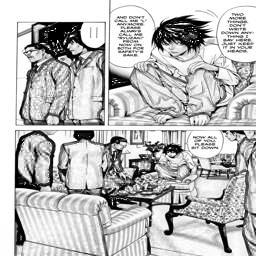 TWO
MORE
THINGS.
DON'T
WRITE
DOWN ANY-
THING I
SAY HERE.
JUST KEEP
IT IN YOUR
HEADS.
AND DON'T
CALL ME "L"
ANYMORE.
PLEASE
ALWAYS
CALL ME
"RYUZAKI"
FROM
NOW ON
BOTH FOR
SAFETY'S
SAKE.
!!
NOW ALL
OF YOU,
PLEASE
SIT DOWN.